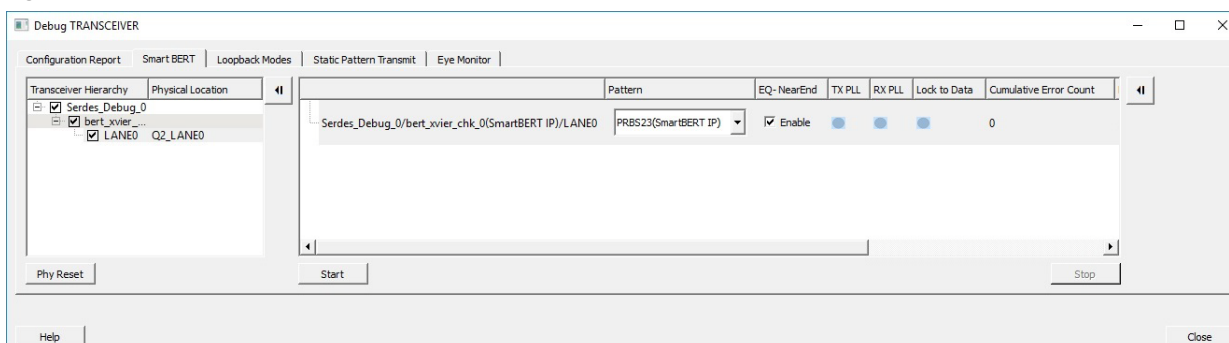 Debug TRANSCEIVER
Configuration Report Smart BERT Loopback Modes Static Pattern Transmit Eye Monitor
Transceiver Hierarchy Physical Location Pattern EQ-NearEnd TX PLL RX PLL Lock to Data Cumulative Error Count
Serdes_Debug_0
bert_xvier_...
LANE0 Q2_LANE0
Serdes_Debug_0/bert_xvier_chk_0(SmartBERT IP)/LANE0 PRBS23(SmartBERT IP) Enable 0
Phy Reset Start Stop
Help Close